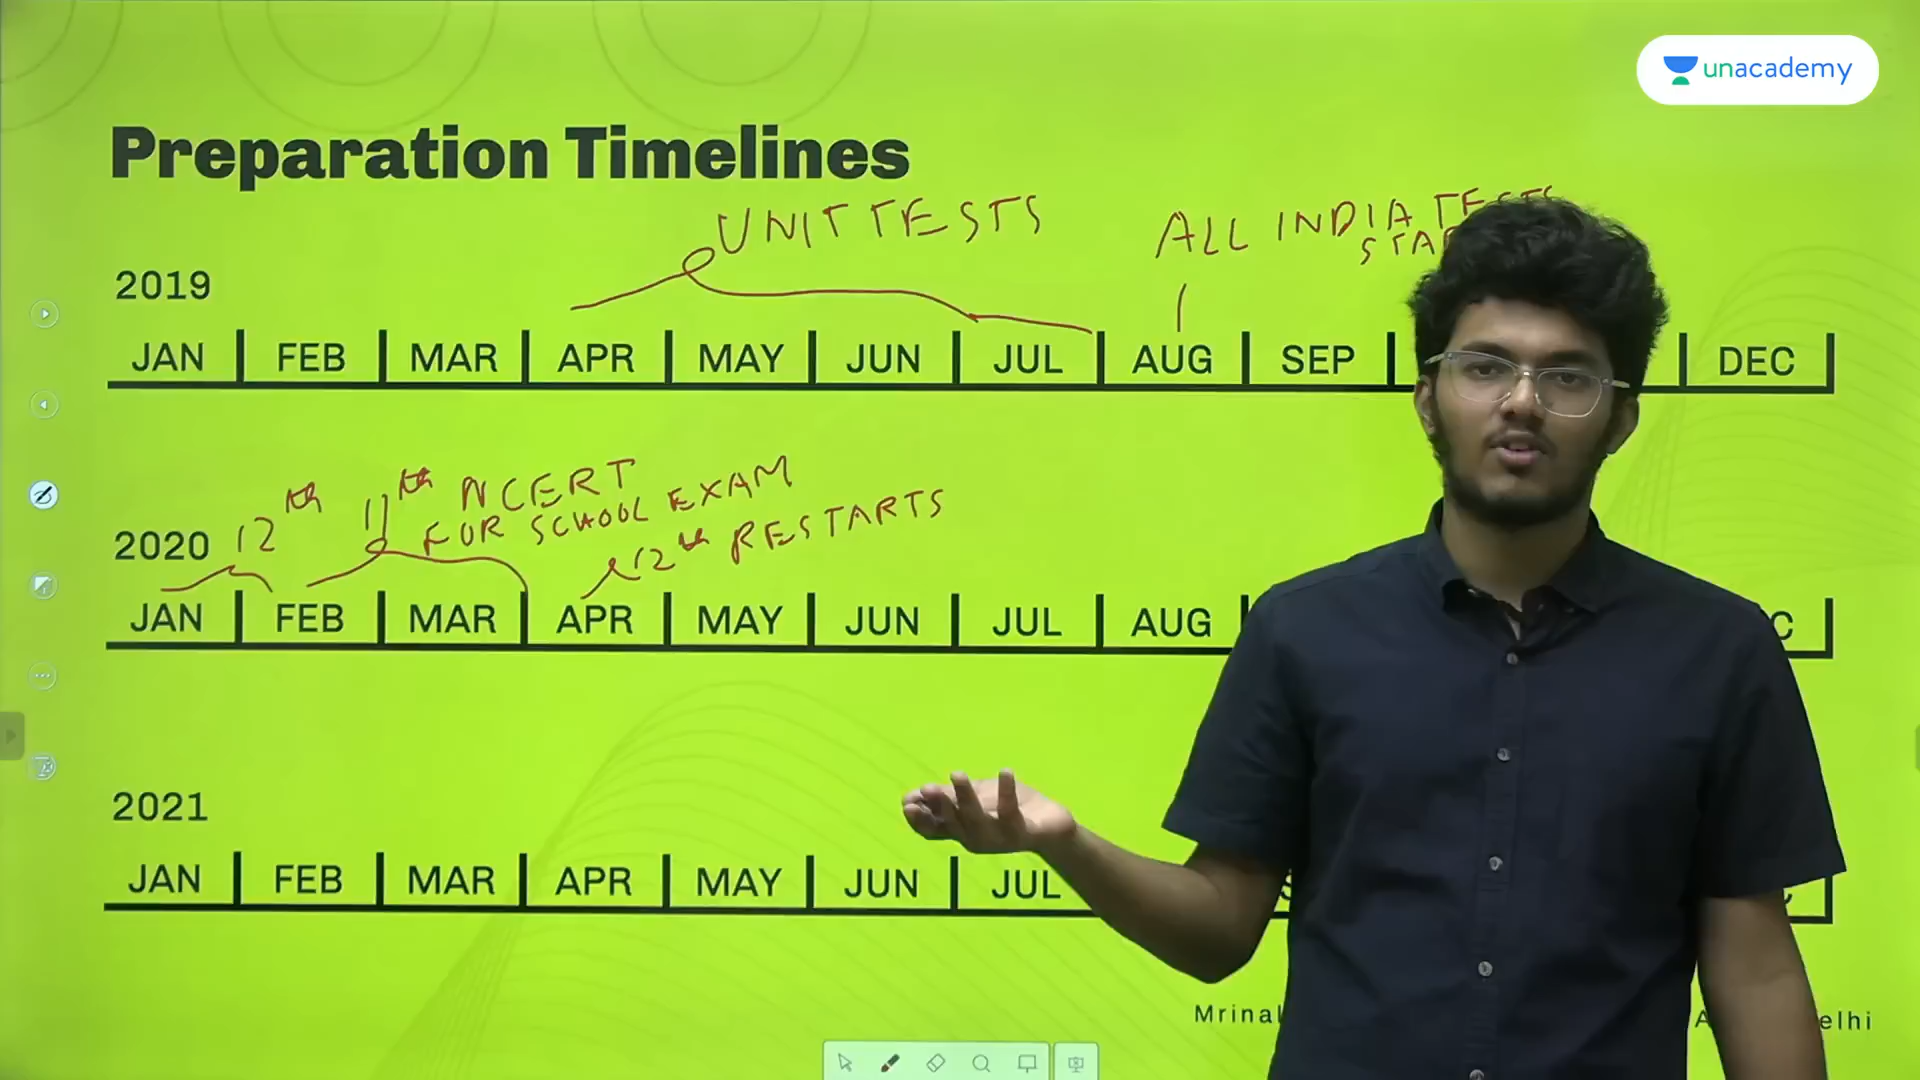 unacademy
Preparation Timelines
UNIT TESTS
ALL INDIA TESTS
2019
JAN FEB MAR APR MAY JUN JUL AUG SEP DEC
12th 11th NCERT
FOR SCHOOL EXAM
12th RESTARTS
2020
JAN FEB MAR APR MAY JUN JUL AUG
2021
JAN FEB MAR APR MAY JUN JUL